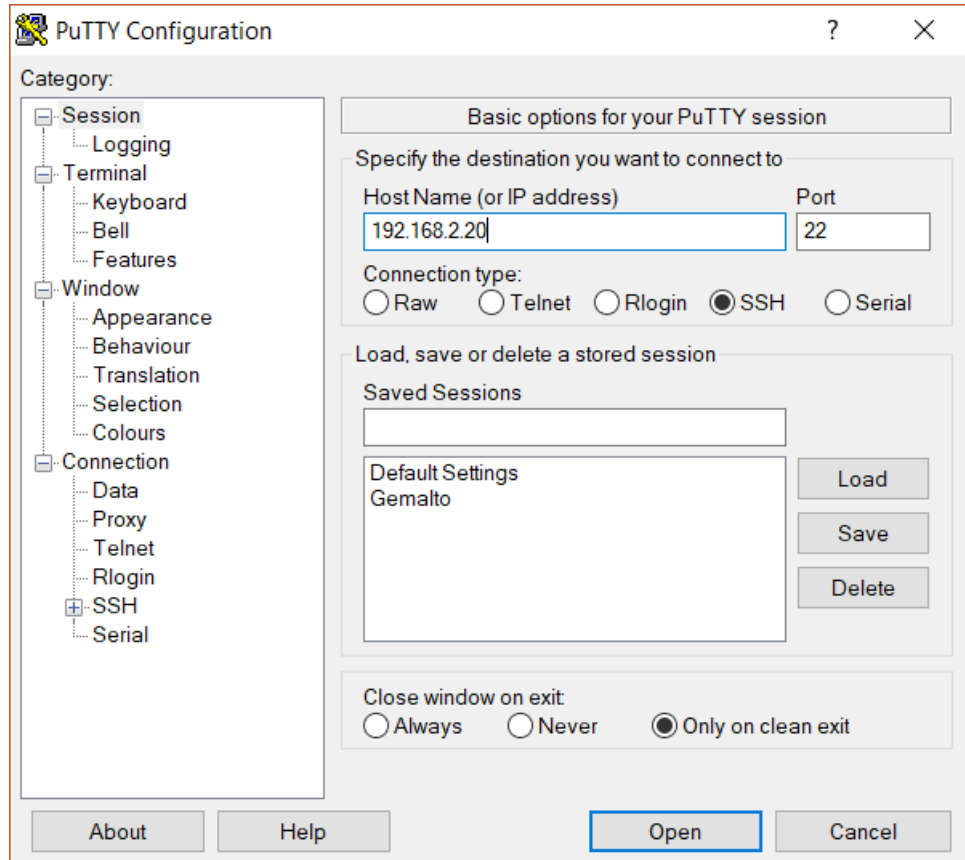 PuTTY Configuration
?
Category:
Session
Logging
Terminal
Keyboard
Bell
Features
Window
Appearance
Behaviour
Translation
Selection
Colours
Connection
Data
Proxy
Telnet
Rlogin
SSH
Serial
Basic options for your PuTTY session
Specify the destination you want to connect to
Host Name (or IP address) Port
192.168.2.20 22
Connection type:
Raw Telnet Rlogin SSH Serial
Load, save or delete a stored session
Saved Sessions
Default Settings
Gemalto
Load
Save
Delete
Close window on exit:
Always Never Only on clean exit
About Help Open Cancel